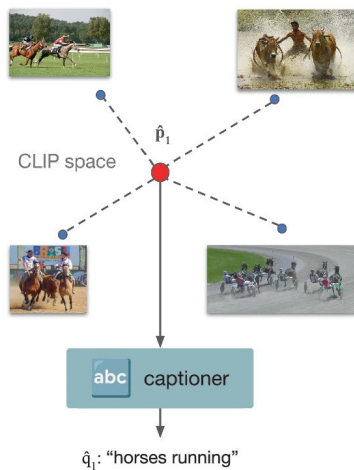 p̂₁
CLIP space
abc captioner
q̂₁: “horses running”